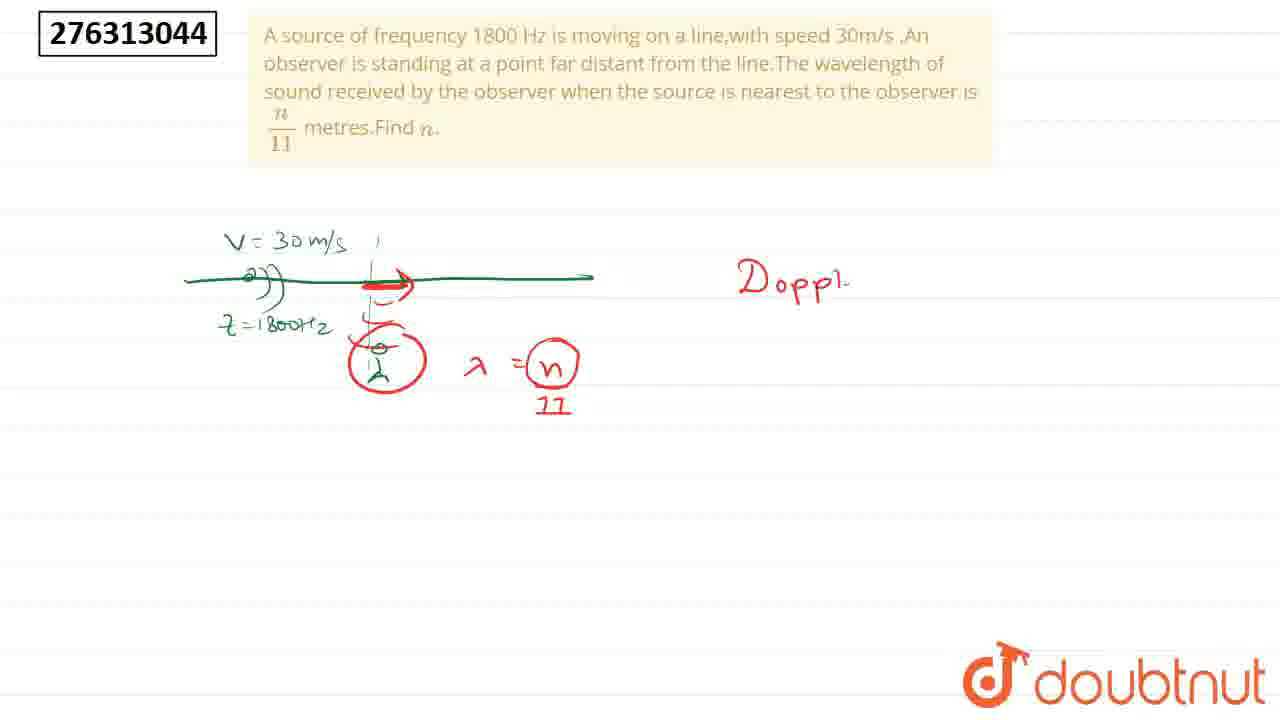 276313044
A source of frequency 1800 Hz is moving on a line,with speed 30m/s .An
observer is standing at a point far distant from the line.The wavelength of
sound received by the observer when the source is nearest to the observer is
n/11 metres.Find n.
V = 30 m/s
Z = 1800Hz
λ = n/11
Doppl
doubtnut